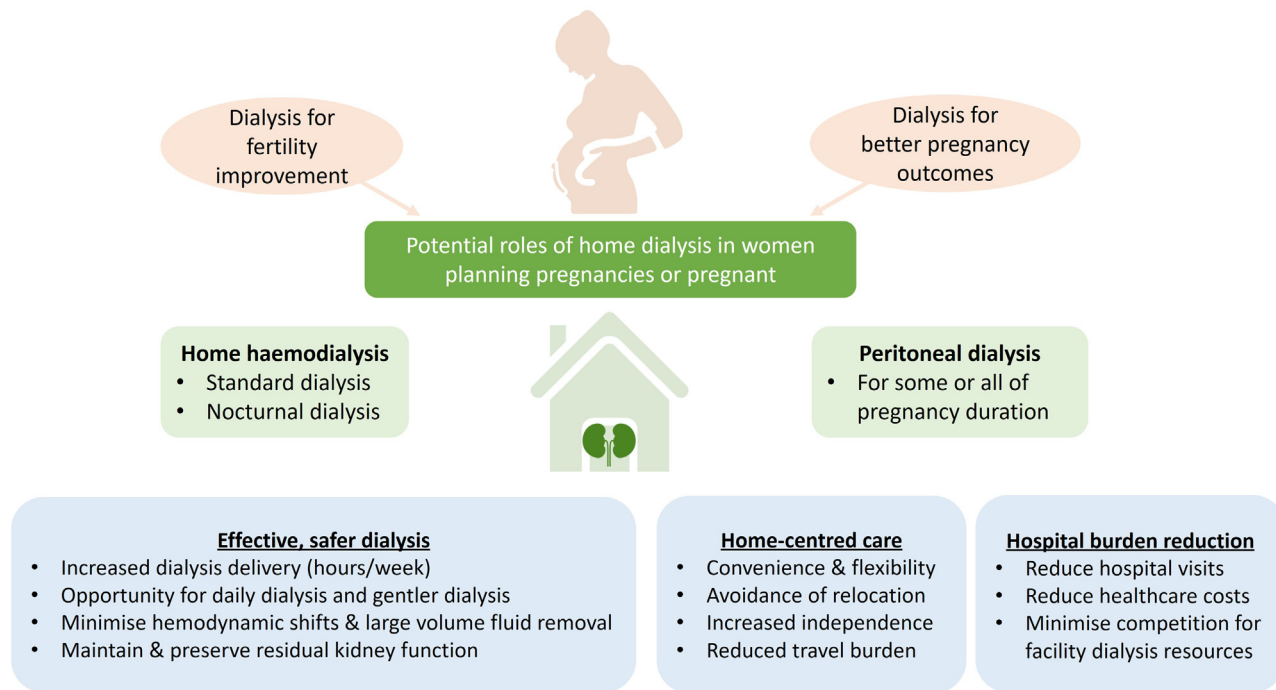 Dialysis for
fertility
improvement
Dialysis for
better pregnancy
outcomes
Potential roles of home dialysis in women
planning pregnancies or pregnant
Home haemodialysis
• Standard dialysis
• Nocturnal dialysis
Peritoneal dialysis
• For some or all of
pregnancy duration
Effective, safer dialysis
• Increased dialysis delivery (hours/week)
• Opportunity for daily dialysis and gentler dialysis
• Minimise hemodynamic shifts & large volume fluid removal
• Maintain & preserve residual kidney function
Home-centred care
• Convenience & flexibility
• Avoidance of relocation
• Increased independence
• Reduced travel burden
Hospital burden reduction
• Reduce hospital visits
• Reduce healthcare costs
• Minimise competition for
facility dialysis resources